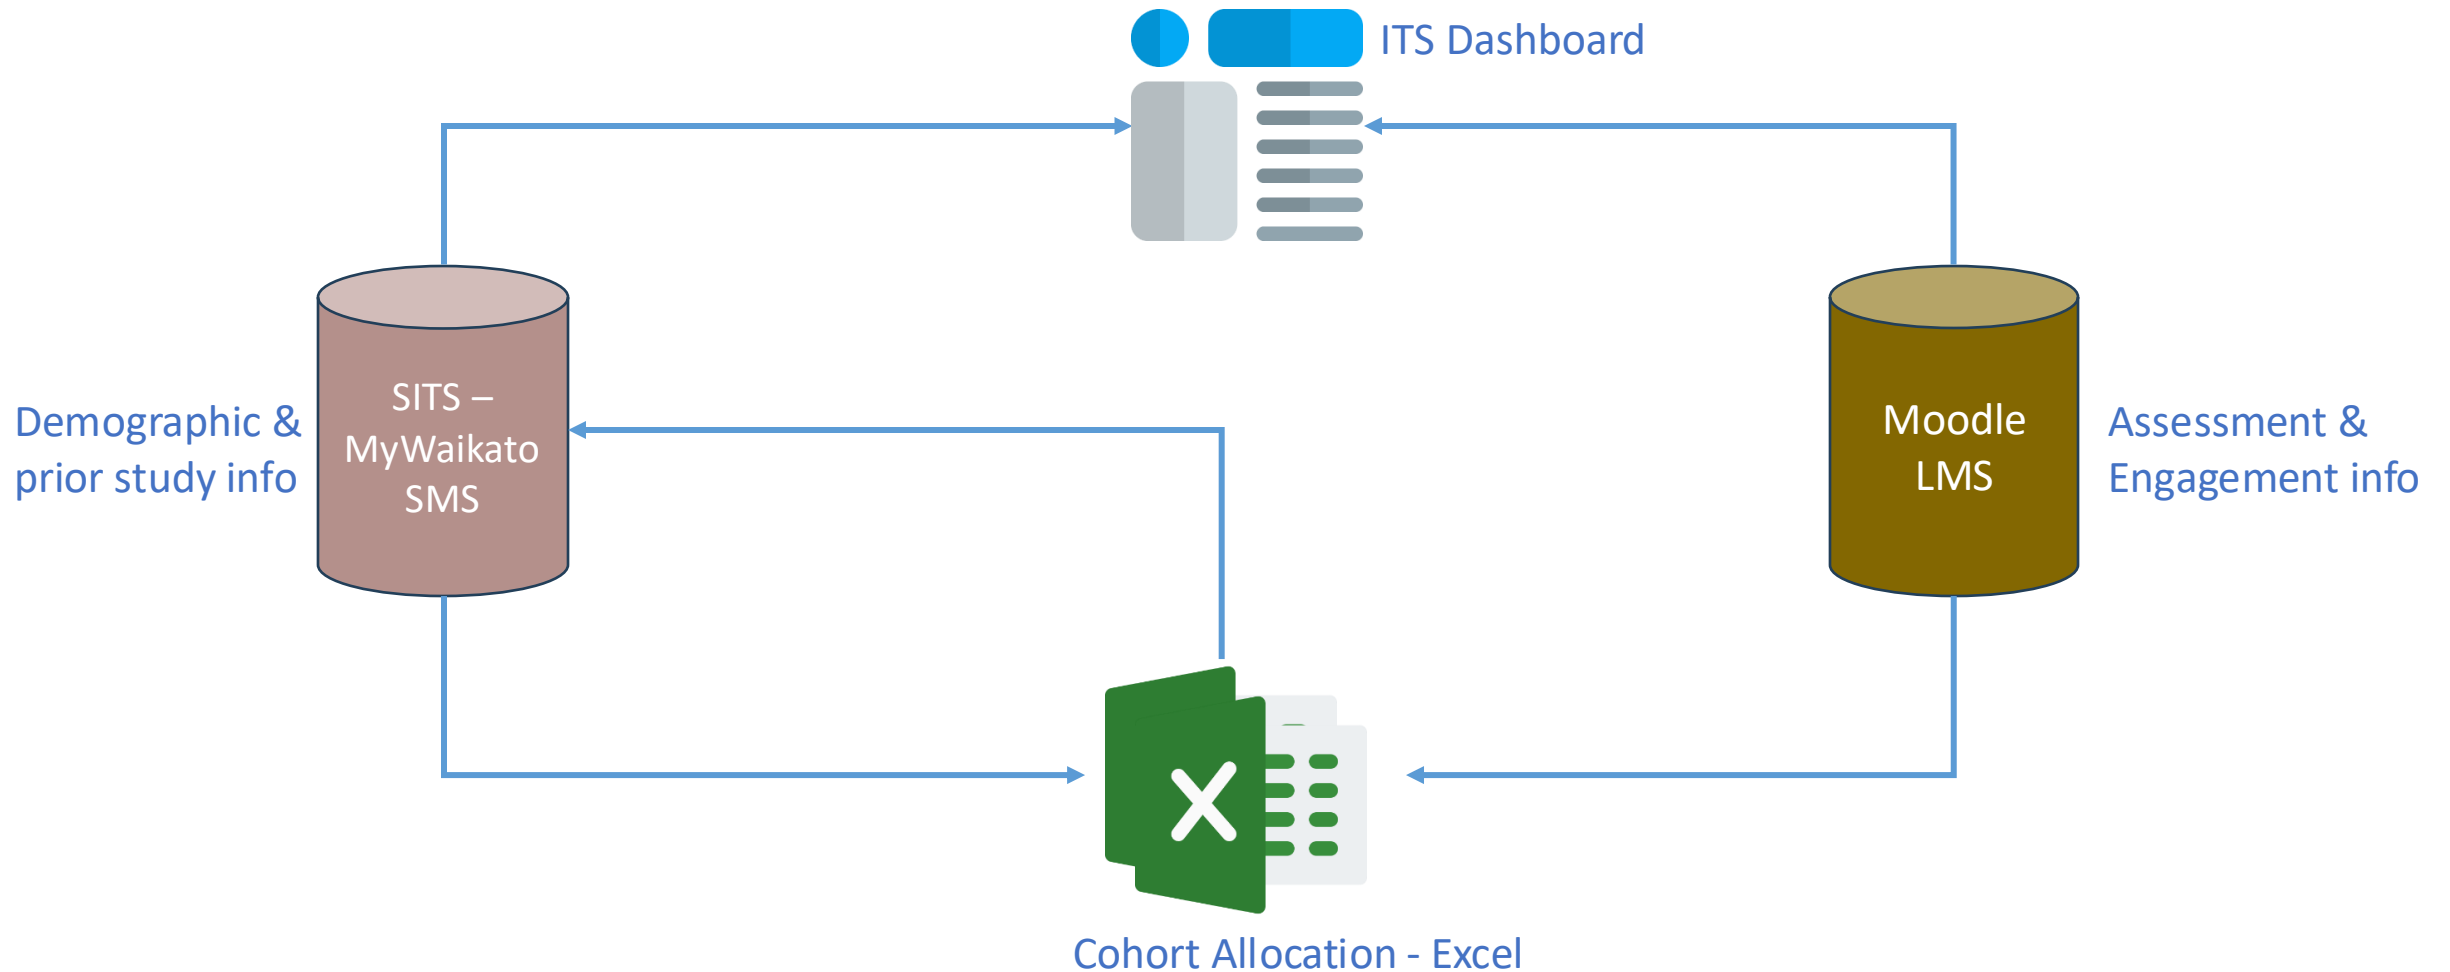 ITS Dashboard
Demographic &
prior study info
SITS –
MyWaikato
SMS
Moodle
LMS
Assessment &
Engagement info
Cohort Allocation - Excel